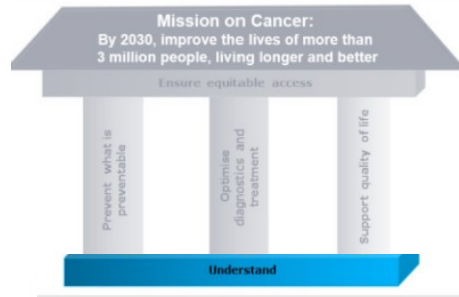 Mission on Cancer:
By 2030, improve the lives of more than
3 million people, living longer and better
Ensure equitable access
Prevent what is
preventable
Optimise
diagnostics and
treatment
Support quality of life
Understand